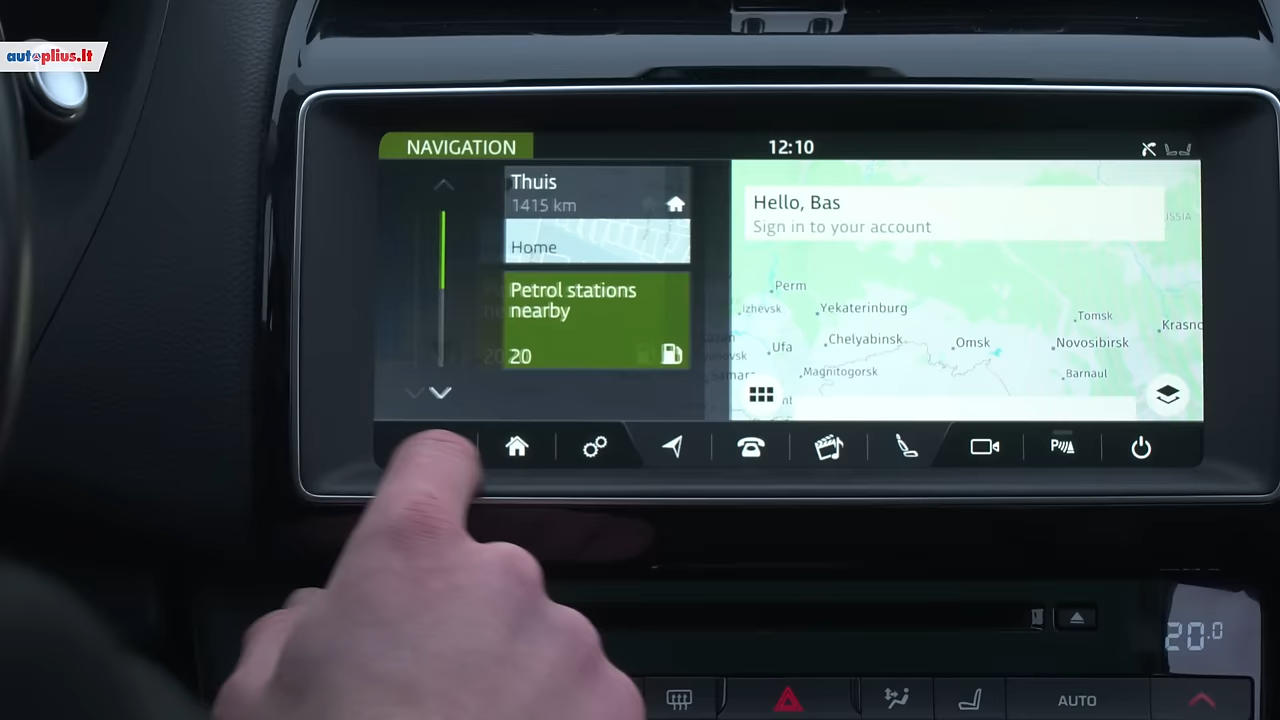 autoplius.lt
NAVIGATION
12:10
Thuis
1415 km
Home
Petrol stations
nearby
20
Hello, Bas
Sign in to your account
Perm
Yekaterinburg
Tomsk
Chelyabinsk
Omsk
Novosibirsk
Ufa
Magnitogorsk
Barnaul
20.0
AUTO